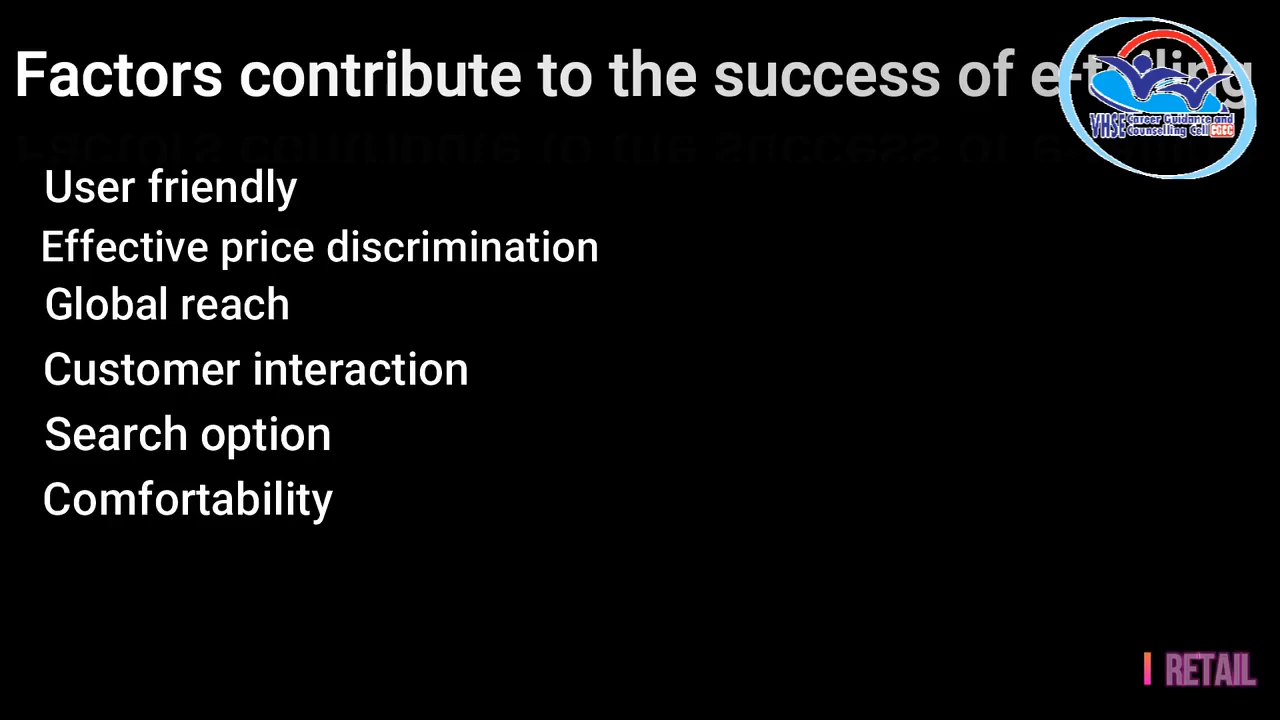 Factors contribute to the success of e-tailing
VHSE Career Guidance and
Counselling Cell CGCC
User friendly
Effective price discrimination
Global reach
Customer interaction
Search option
Comfortability
RETAIL